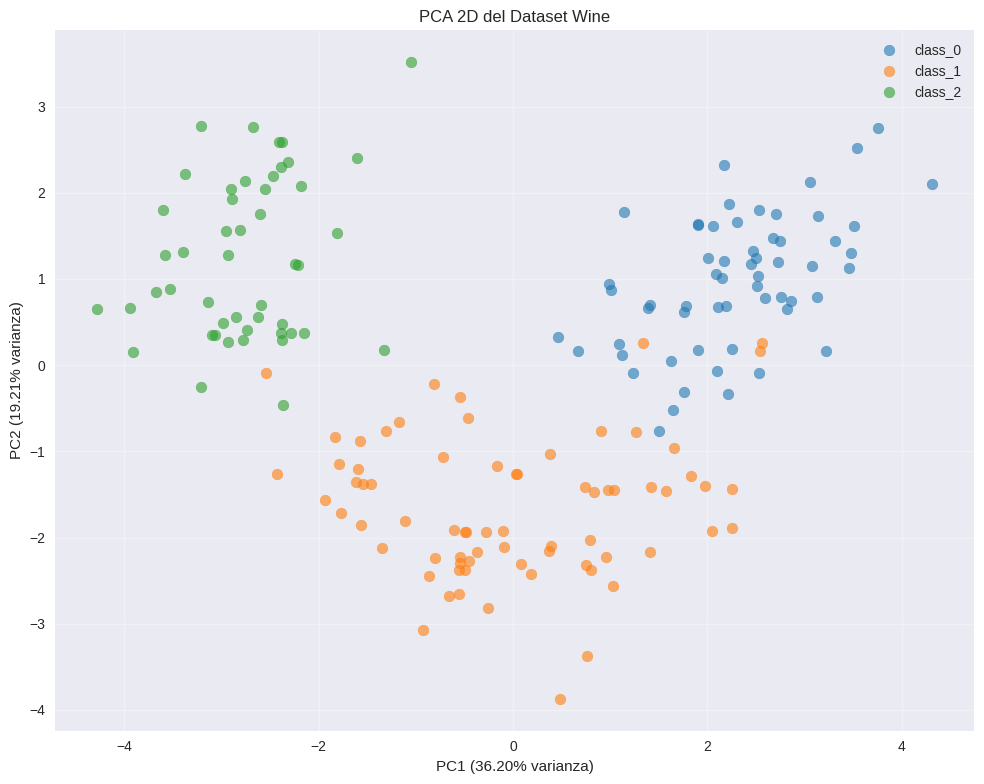 PCA 2D del Dataset Wine
class_0
class_1
class_2
3
2
1
0
−1
−2
−3
−4
PC2 (19.21% varianza)
−4
−2
0
2
4
PC1 (36.20% varianza)